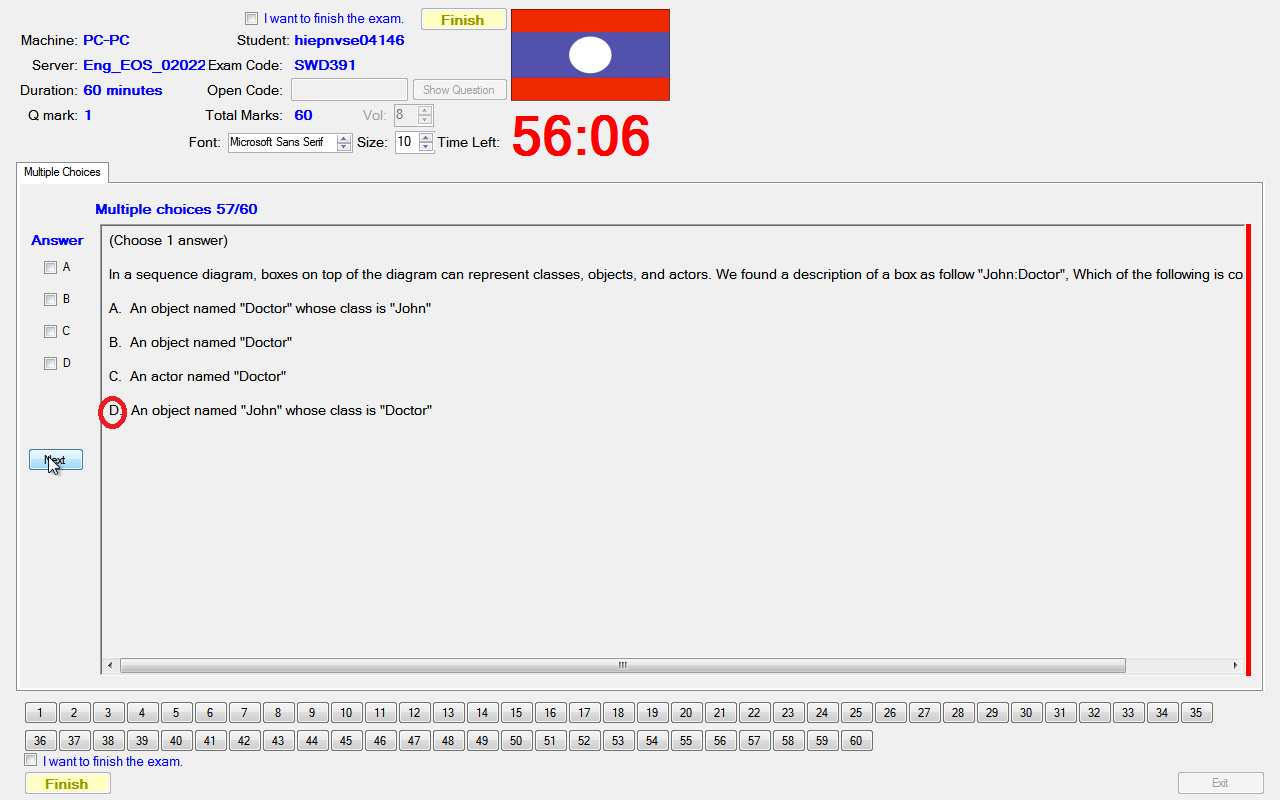 I want to finish the exam. Finish
Machine: PC-PC Student: hiepnvse04146
Server: Eng_EOS_02022 Exam Code: SWD391
Duration: 60 minutes Open Code: Show Question
Q mark: 1 Total Marks: 60 Vol: 8
Font: Microsoft Sans Serif Size: 10 Time Left: 56:06
Multiple Choices
Multiple choices 57/60
Answer
A
B
C
D
Next
(Choose 1 answer)
In a sequence diagram, boxes on top of the diagram can represent classes, objects, and actors. We found a description of a box as follow "John:Doctor", Which of the following is co
A. An object named "Doctor" whose class is "John"
B. An object named "Doctor"
C. An actor named "Doctor"
D. An object named "John" whose class is "Doctor"
1 2 3 4 5 6 7 8 9 10 11 12 13 14 15 16 17 18 19 20 21 22 23 24 25 26 27 28 29 30 31 32 33 34 35
36 37 38 39 40 41 42 43 44 45 46 47 48 49 50 51 52 53 54 55 56 57 58 59 60
I want to finish the exam.
Finish Exit